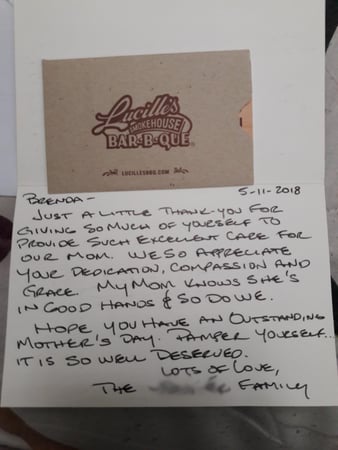 Lucille's
SMOKEHOUSE
BAR·B·QUE
LUCILLESBBQ.COM
BRENDA- 5-11-2018
JUST A LITTLE THANK-YOU FOR
GIVING SO MUCH OF YOURSELF TO
PROVIDE SUCH EXCELLENT CARE FOR
OUR MOM. WE SO APPRECIATE
YOUR DEDICATION, COMPASSION AND
GRACE. MY MOM KNOWS SHE'S
IN GOOD HANDS & SO DO WE.
HOPE YOU HAVE AN OUTSTANDING
MOTHER'S DAY. PAMPER YOURSELF...
IT IS SO WELL DESERVED.
LOTS OF LOVE,
THE FAMILY